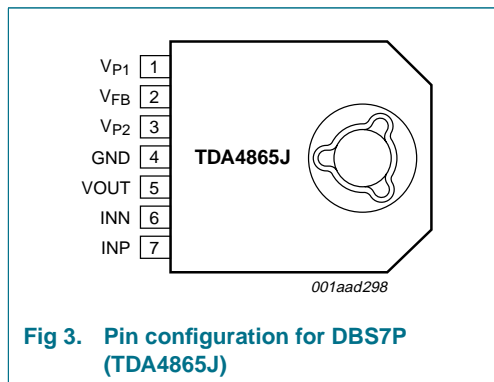 VP1 1
VFB 2
VP2 3
GND 4
VOUT 5
INN 6
INP 7
TDA4865J
001aad298
Fig 3. Pin configuration for DBS7P
(TDA4865J)